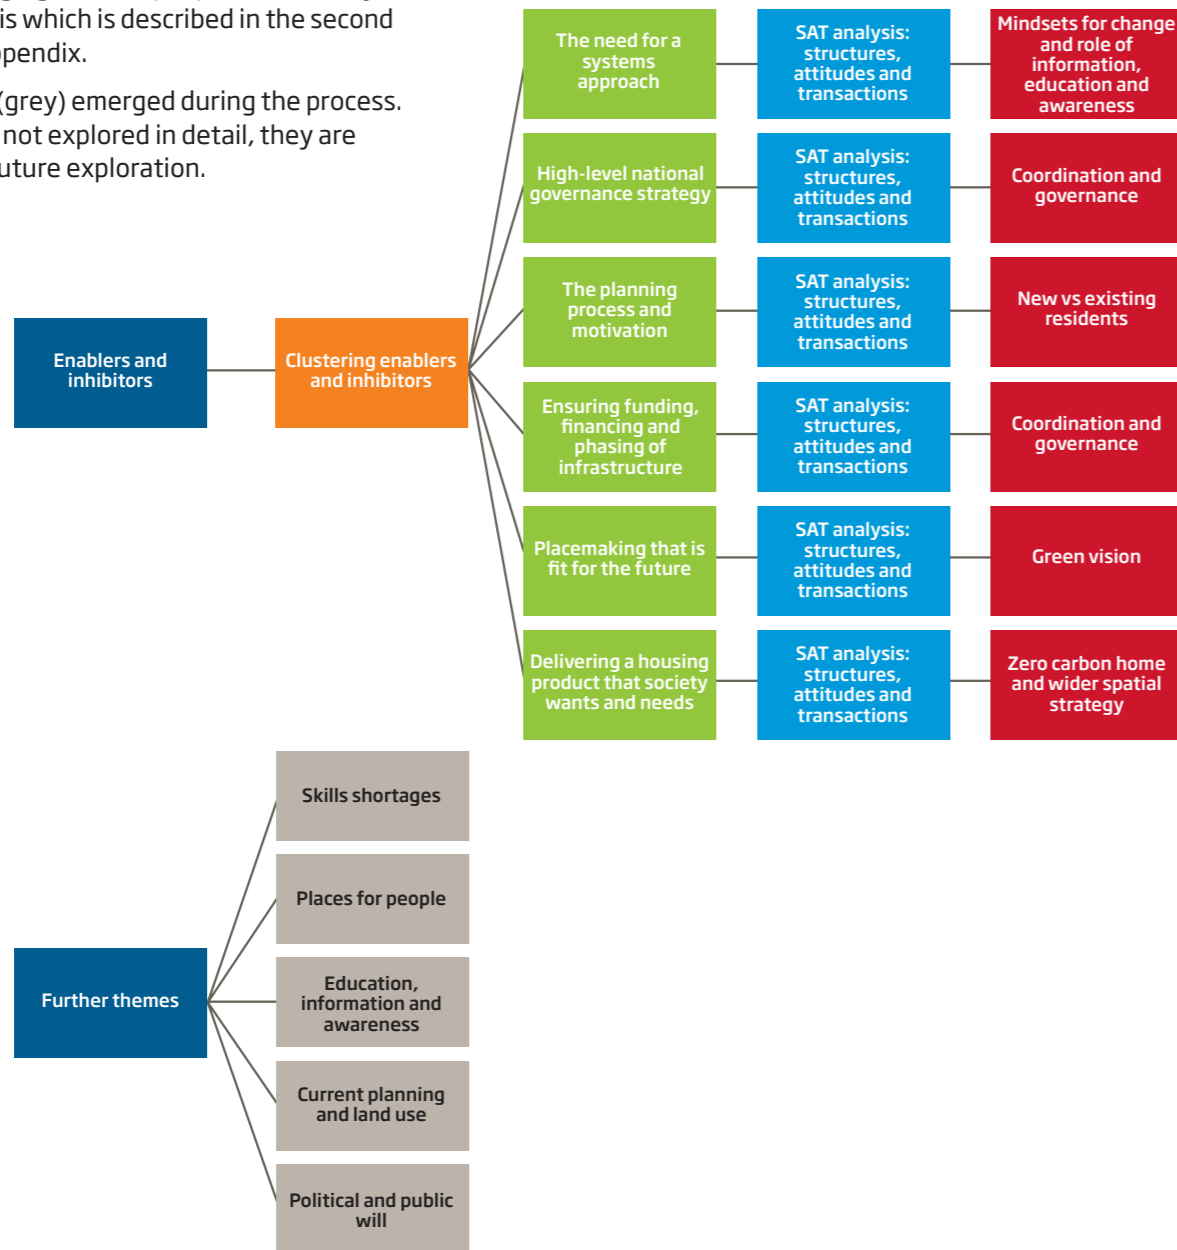 is which is described in the second
ppendix.
(grey) emerged during the process.
not explored in detail, they are
uture exploration.
The need for a
systems
approach
SAT analysis:
structures,
attitudes and
transactions
Mindsets for change
and role of
information,
education and
awareness
High-level national
governance strategy
SAT analysis:
structures,
attitudes and
transactions
Coordination and
governance
The planning
process and
motivation
SAT analysis:
structures,
attitudes and
transactions
New vs existing
residents
Enablers and
inhibitors
Clustering enablers
and inhibitors
Ensuring funding,
financing and
phasing of
infrastructure
SAT analysis:
structures,
attitudes and
transactions
Coordination and
governance
Placemaking that is
fit for the future
SAT analysis:
structures,
attitudes and
transactions
Green vision
Delivering a housing
product that society
wants and needs
SAT analysis:
structures,
attitudes and
transactions
Zero carbon home
and wider spatial
strategy
Further themes
Skills shortages
Places for people
Education,
information and
awareness
Current planning
and land use
Political and public
will